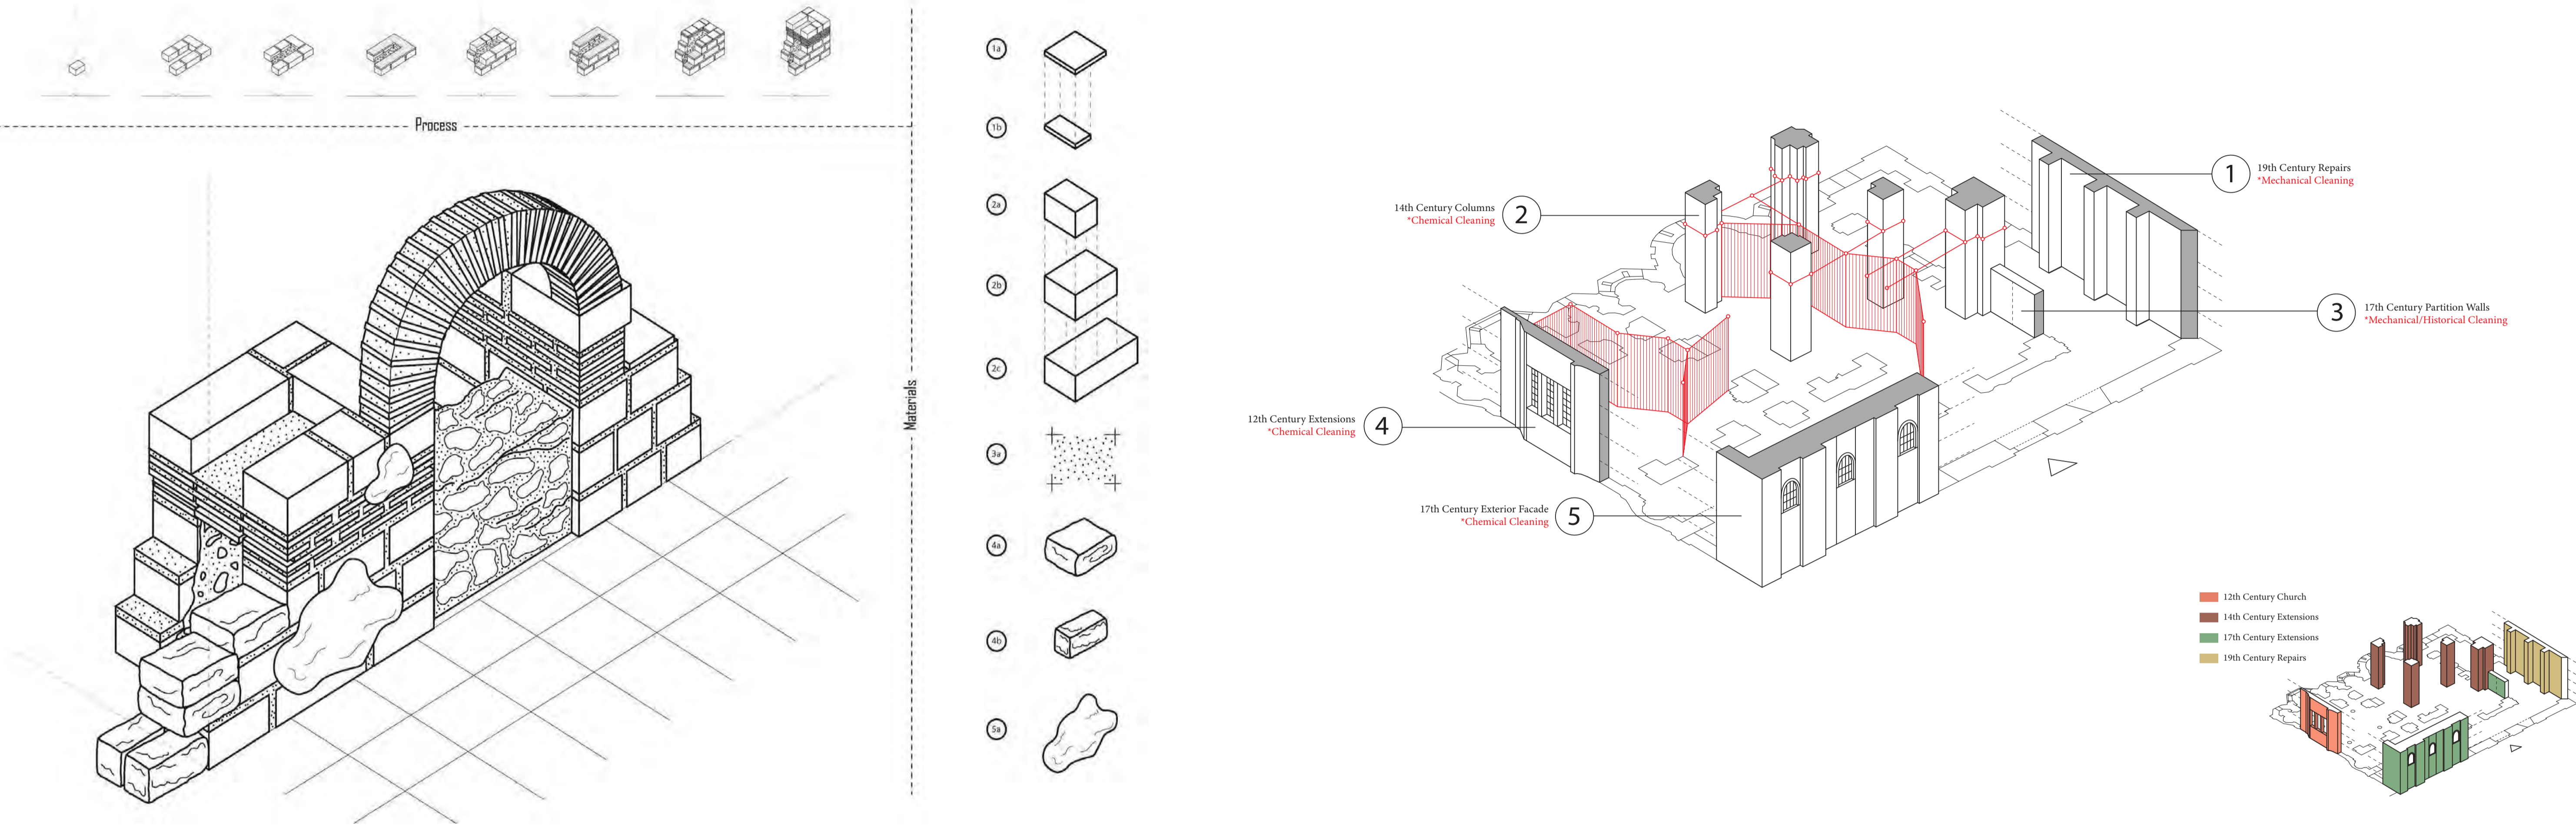 Process
Materials
1a
1b
2a
2b
2c
3a
4a
4b
5a
1
19th Century Repairs
*Mechanical Cleaning
14th Century Columns
*Chemical Cleaning
2
3
17th Century Partition Walls
*Mechanical/Historical Cleaning
12th Century Extensions
*Chemical Cleaning
4
17th Century Exterior Facade
*Chemical Cleaning
5
12th Century Church
14th Century Extensions
17th Century Extensions
19th Century Repairs